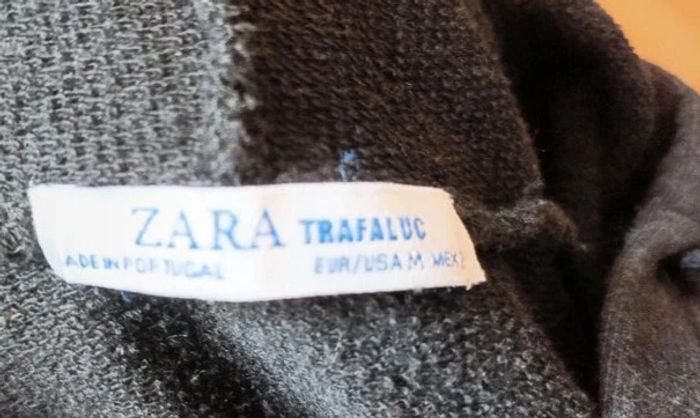 ZARA TRAFALUC
ADE IN PORTUGAL EUR/USA M MEX